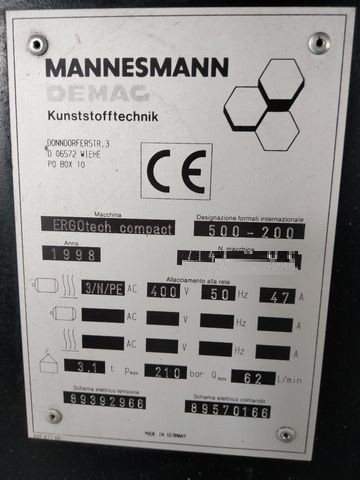 MANNESMANN
DEMAG
Kunststofftechnik
DONNDORFERSTR.3
D 06572 WIEHE
PO BOX 10
CE
Macchina
ERGOtech compact
Designazione formati internazionale
500-200
Anno
1998
N. macchina
Allacciamento alla rete
3/N/PE AC 400 V 50 Hz 47 A
AC V Hz A
AC V Hz A
3.1 t pmax 210 bar Qmax 62 L/min
Schema elettrico tensione
89392966
Schema elettrico comando
89570166
MADE IN GERMANY